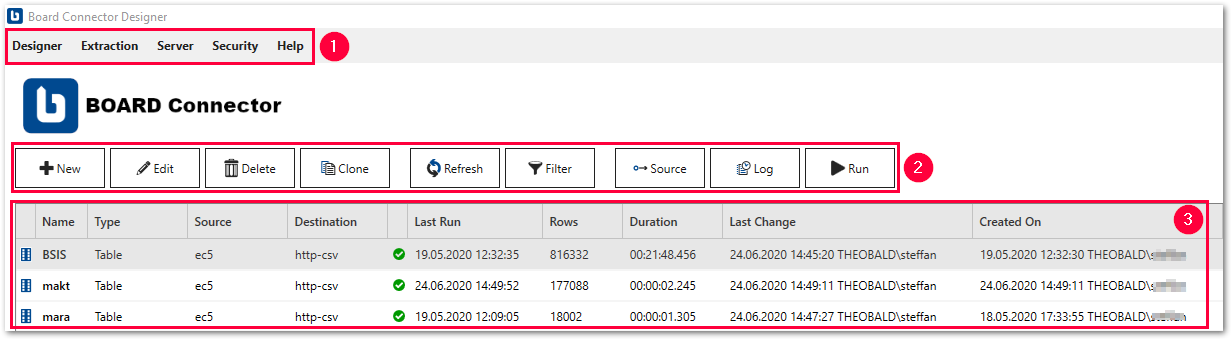 Board Connector Designer
Designer Extraction Server Security Help 1
BOARD Connector
New Edit Delete Clone Refresh Filter Source Log Run 2
Name Type Source Destination Last Run Rows Duration Last Change Created On 3
BSIS Table ec5 http-csv 19.05.2020 12:32:35 816332 00:21:48.456 24.06.2020 14:45:20 THEOBALD\steffan 19.05.2020 12:32:30 THEOBALD\
makt Table ec5 http-csv 24.06.2020 14:49:52 177088 00:00:02.245 24.06.2020 14:49:11 THEOBALD\steffan 24.06.2020 14:49:11 THEOBALD\
mara Table ec5 http-csv 19.05.2020 12:09:05 18002 00:00:01.305 24.06.2020 14:47:27 THEOBALD\steffan 18.05.2020 17:33:55 THEOBALD\